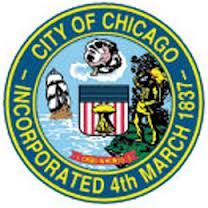 CITY OF CHICAGO
INCORPORATED 4th MARCH 1837